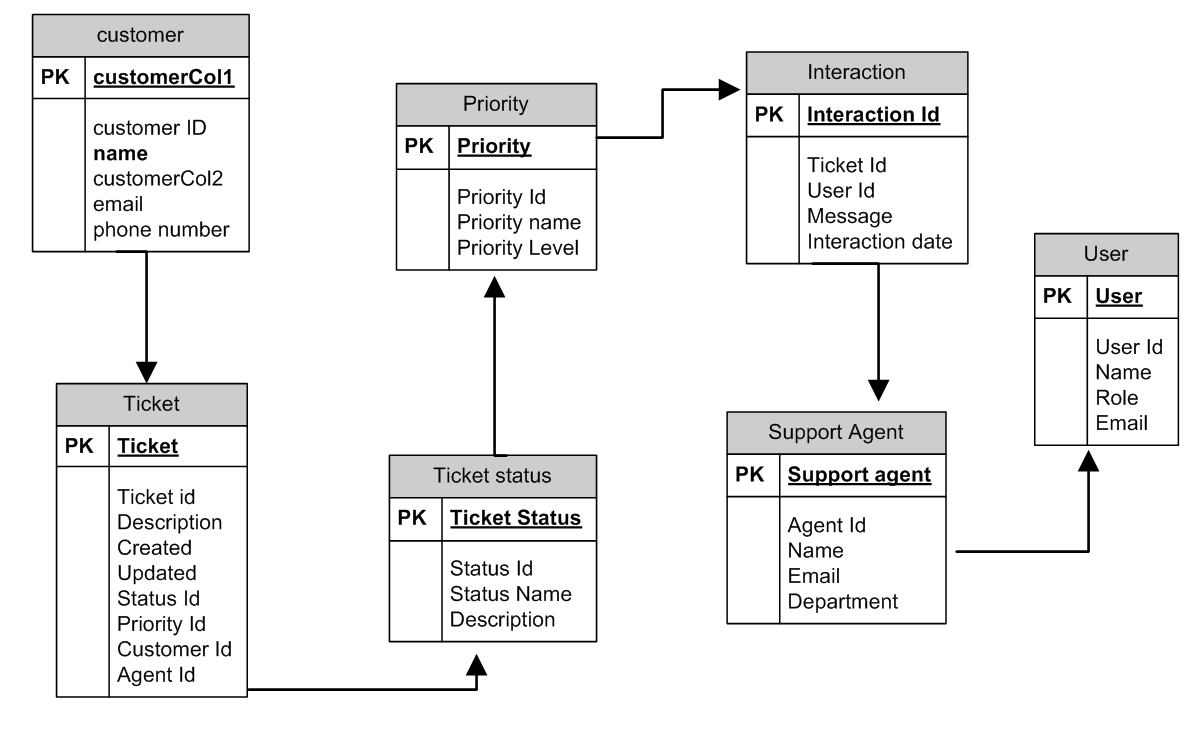 customer
PK customerCol1
customer ID
name
customerCol2
email
phone number
Ticket
PK Ticket
Ticket id
Description
Created
Updated
Status Id
Priority Id
Customer Id
Agent Id
Priority
PK Priority
Priority Id
Priority name
Priority Level
Ticket status
PK Ticket Status
Status Id
Status Name
Description
Interaction
PK Interaction Id
Ticket Id
User Id
Message
Interaction date
Support Agent
PK Support agent
Agent Id
Name
Email
Department
User
PK User
User Id
Name
Role
Email